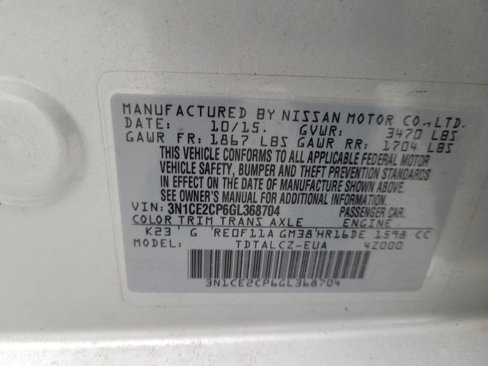 MANUFACTURED BY NISSAN MOTOR CO., LTD.
DATE: 10/15. GVWR: 3470 LBS
GAWR FR: 1867 LBS GAWR RR: 1704 LBS
THIS VEHICLE CONFORMS TO ALL APPLICABLE FEDERAL MOTOR
VEHICLE SAFETY, BUMPER AND THEFT PREVENTION STANDARDS
IN EFFECT ON THE DATE OF MANUFACTURE SHOWN ABOVE.
SEE OWNER'S MANUAL FOR ADDITIONAL INFORMATION.
VIN: 3N1CE2CP6GL368704 PASSENGER CAR.
COLOR TRIM TRANS AXLE ENGINE
K23 G RE0F11A GM38 HR16DE 1598 CC
MODEL: TDTALCZ-EUA 4Z000
3N1CE2CP6GL368704